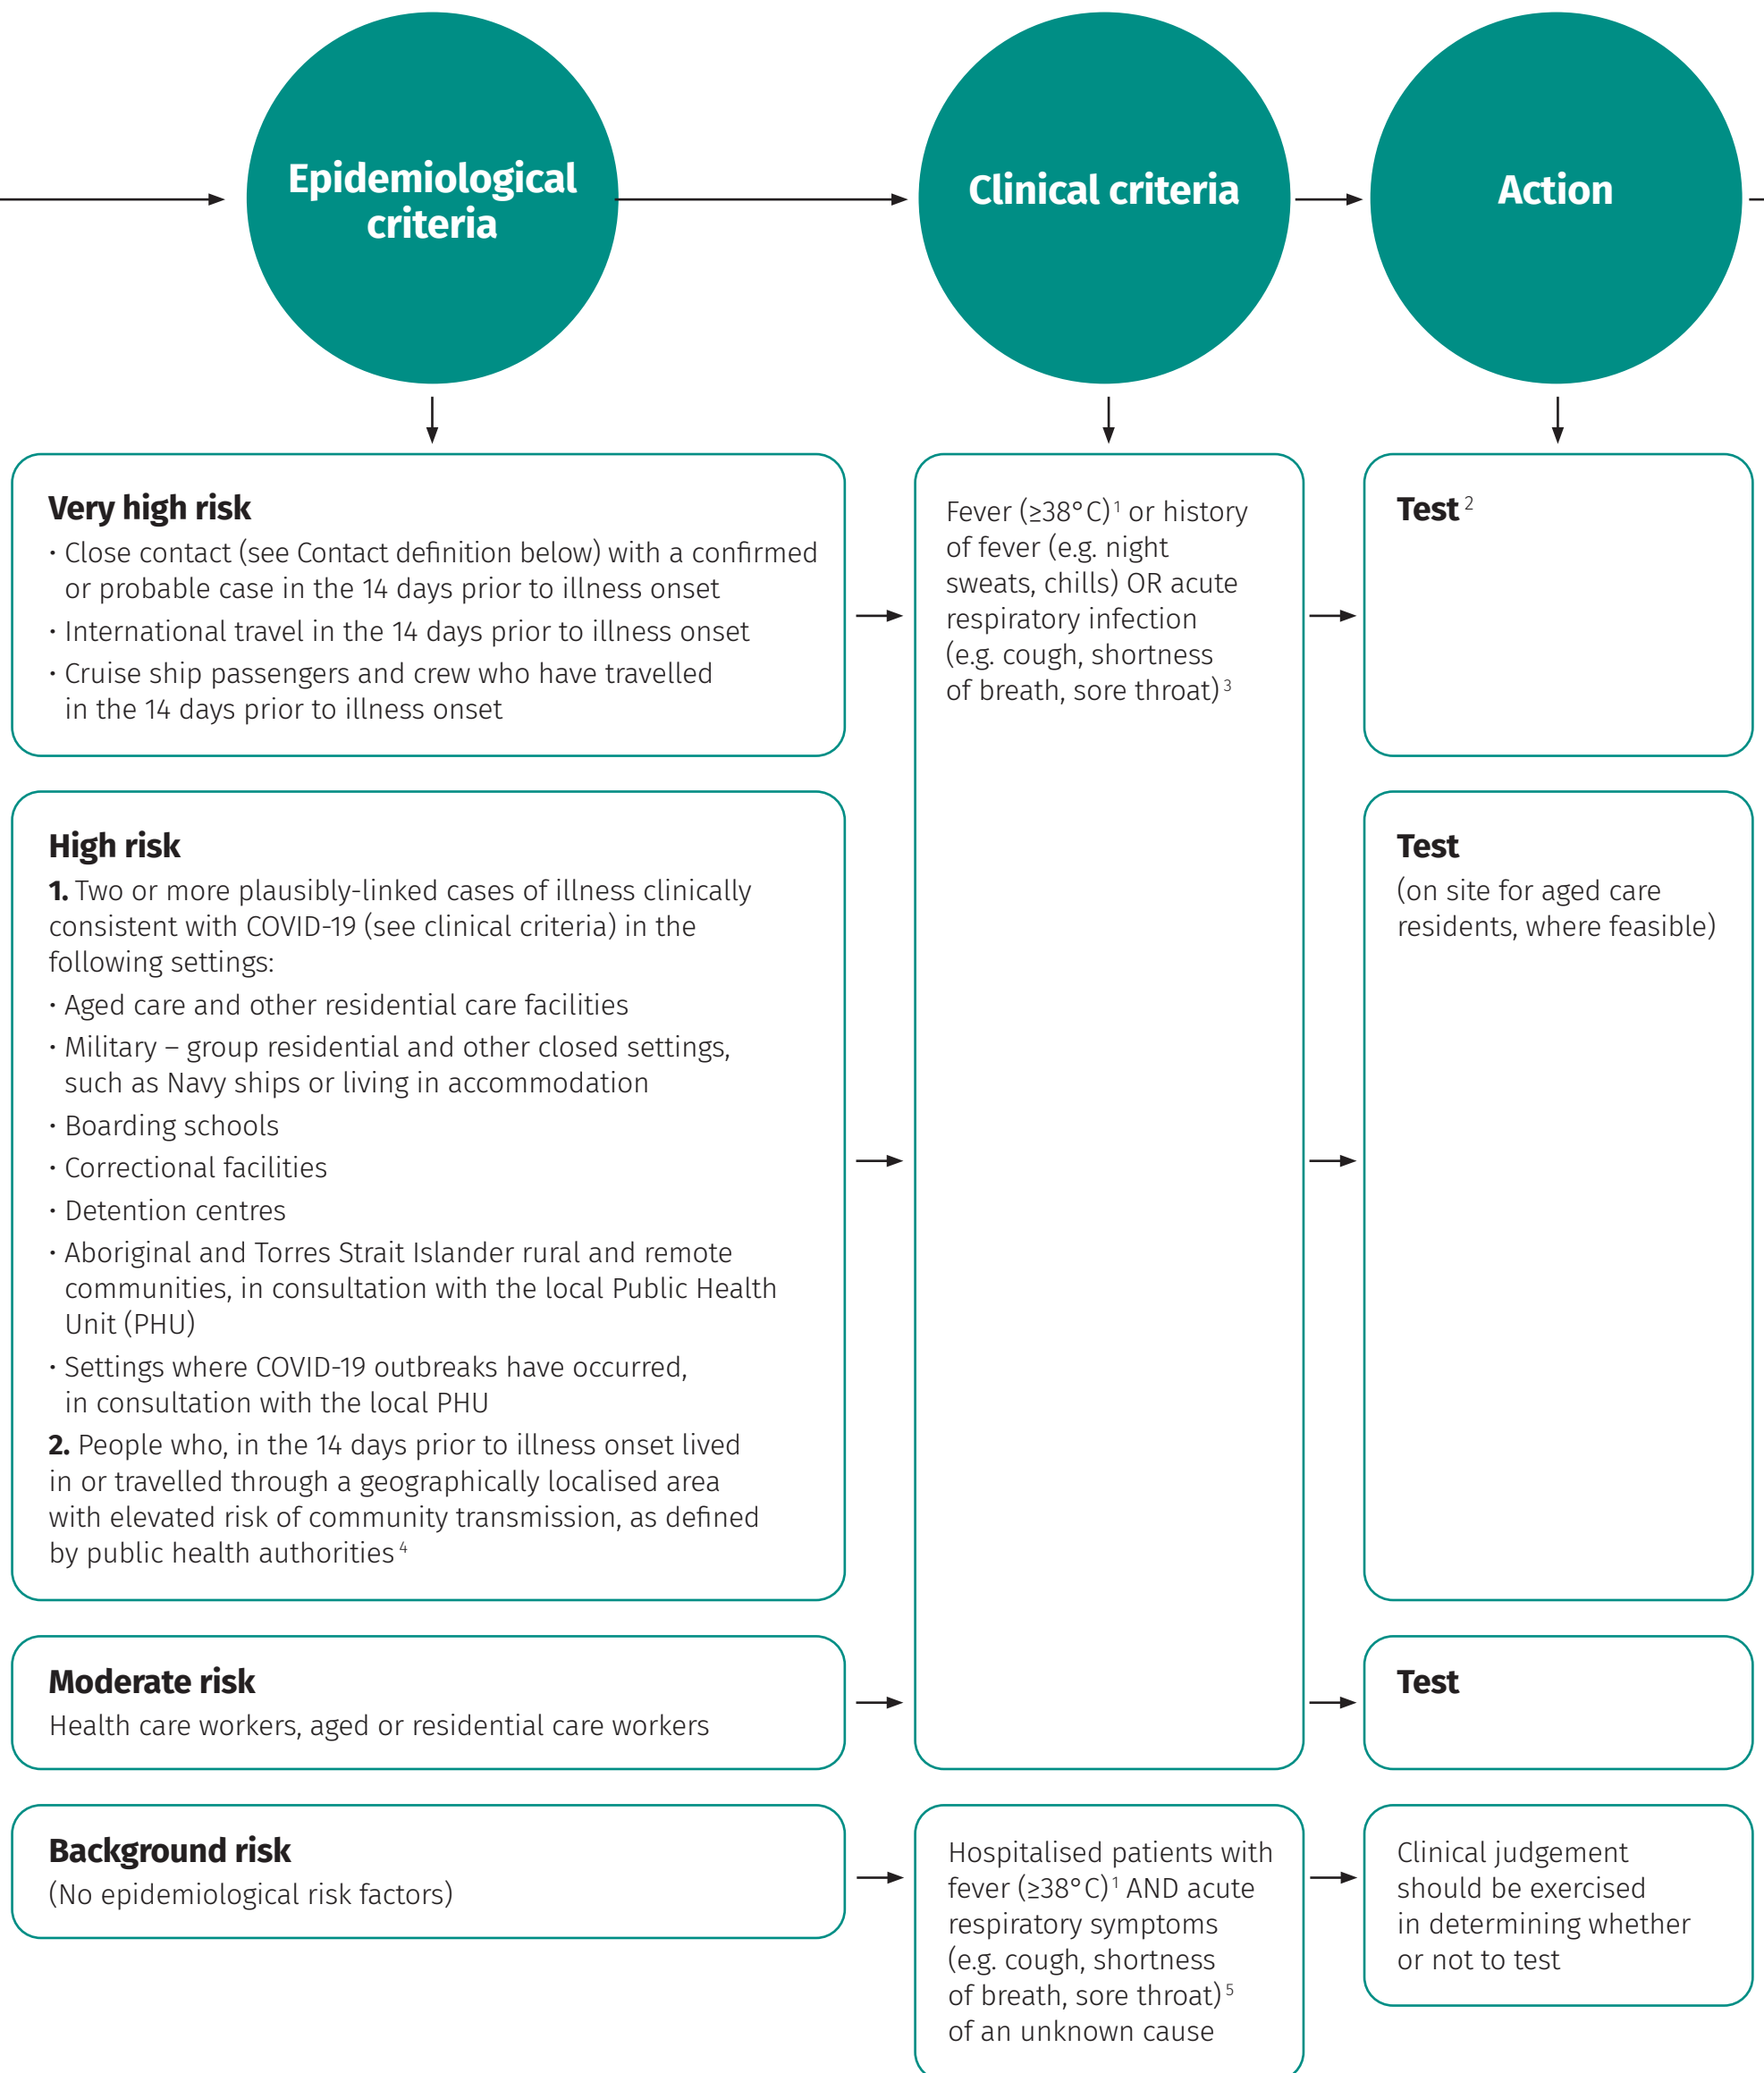 Epidemiological
criteria
Clinical criteria
Action
Very high risk
· Close contact (see Contact definition below) with a confirmed
or probable case in the 14 days prior to illness onset
· International travel in the 14 days prior to illness onset
· Cruise ship passengers and crew who have travelled
in the 14 days prior to illness onset
Fever (≥38°C)¹ or history
of fever (e.g. night
sweats, chills) OR acute
respiratory infection
(e.g. cough, shortness
of breath, sore throat)³
Test²
High risk
1. Two or more plausibly-linked cases of illness clinically
consistent with COVID-19 (see clinical criteria) in the
following settings:
· Aged care and other residential care facilities
· Military – group residential and other closed settings,
such as Navy ships or living in accommodation
· Boarding schools
· Correctional facilities
· Detention centres
· Aboriginal and Torres Strait Islander rural and remote
communities, in consultation with the local Public Health
Unit (PHU)
· Settings where COVID-19 outbreaks have occurred,
in consultation with the local PHU
2. People who, in the 14 days prior to illness onset lived
in or travelled through a geographically localised area
with elevated risk of community transmission, as defined
by public health authorities⁴
Test
(on site for aged care
residents, where feasible)
Moderate risk
Health care workers, aged or residential care workers
Test
Background risk
(No epidemiological risk factors)
Hospitalised patients with
fever (≥38°C)¹ AND acute
respiratory symptoms
(e.g. cough, shortness
of breath, sore throat)⁵
of an unknown cause
Clinical judgement
should be exercised
in determining whether
or not to test